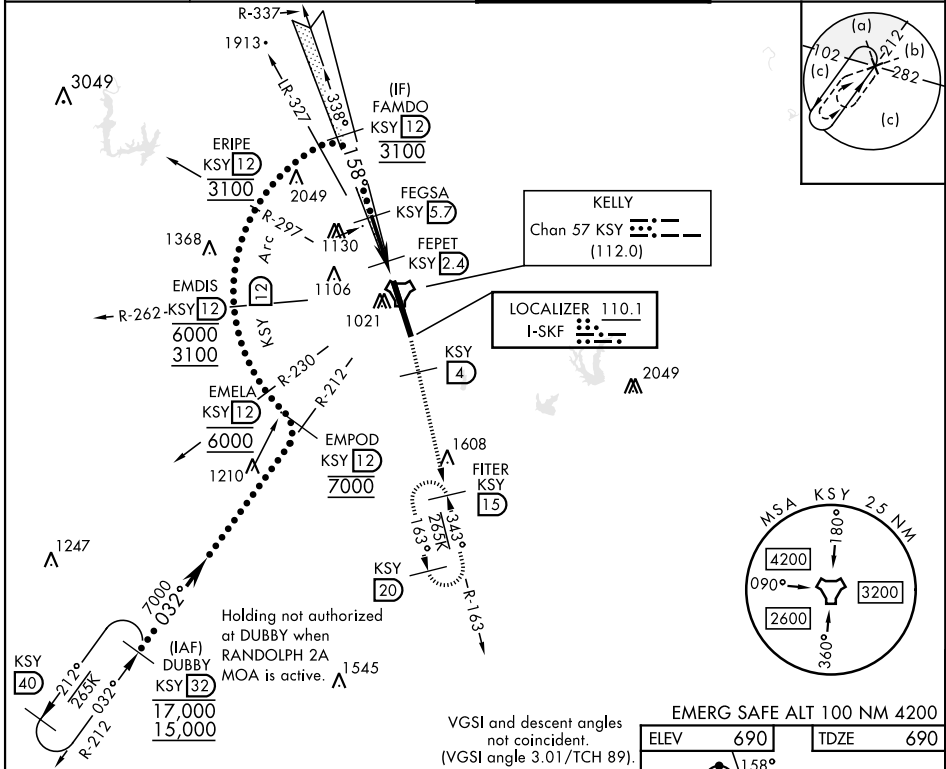 R-337
1913
3049
LR-327
338°
158°
(IF)
FAMDO
KSY 12
3100
ERIPE
KSY 12
3100
2049
R-297
1130
FEGSA
KSY 5.7
FEPET
KSY 2.4
1368
1106
1021
EMDIS
KSY 12
6000
3100
R-262
KSY 12 Arc
KELLY
Chan 57 KSY
(112.0)
LOCALIZER 110.1
I-SKF
KSY
4
2049
R-230
R-212
EMELA
KSY 12
6000
EMPOD
KSY 12
7000
1210
1608
FITER
KSY
15
163°
265K
343°
KSY
20
R-163
1247
7000
032°
Holding not authorized
at DUBBY when
RANDOLPH 2A
MOA is active.
1545
(IAF)
DUBBY
KSY 32
17,000
15,000
KSY
40
212°
265K
032°
R-212
(a)
212
102
(b)
(c)
282
(c)
MSA KSY 25 NM
180°
4200
090°
3200
2600
360°
VGSI and descent angles
not coincident.
(VGSI angle 3.01/TCH 89).
EMERG SAFE ALT 100 NM 4200
ELEV 690
TDZE 690
158°